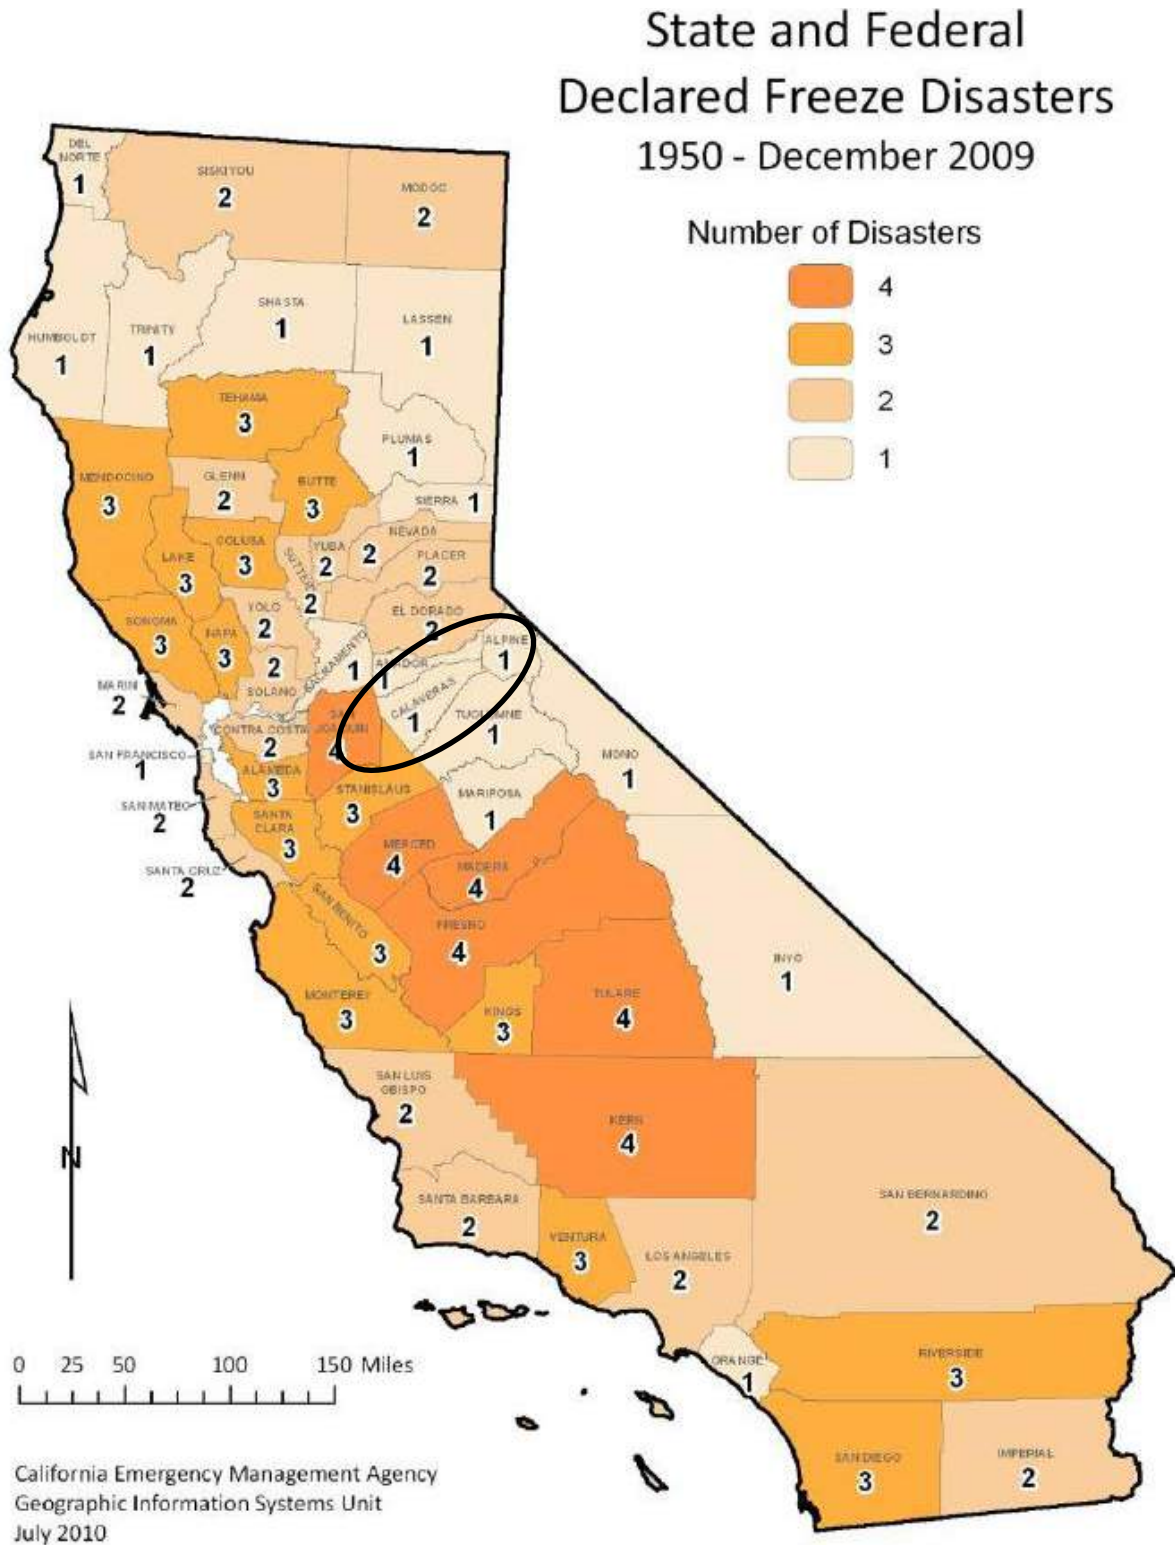 State and Federal
Declared Freeze Disasters
1950 - December 2009
Number of Disasters
4
3
2
1
DEL
NORTE
1
SISKIYOU
2
MODOC
2
HUMBOLDT
1
TRINITY
1
SHASTA
1
LASSEN
1
TEHAMA
3
PLUMAS
1
MENDOCINO
3
GLENN
2
BUTTE
3
SIERRA 1
LAKE
3
COLUSA
3
SUTTER
2
YUBA
2
NEVADA
2
PLACER
2
EL DORADO
2
SONOMA
3
NAPA
3
YOLO
2
2
SOLANO
SACRAMENTO
1
AMADOR
1
ALPINE
1
MARIN
2
CALAVERAS
1
TUOLUMNE
1
CONTRA COSTA
2
SAN
JOAQUIN
4
SAN FRANCISCO
1
ALAMEDA
3
STANISLAUS
3
MONO
1
SAN MATEO
2
SANTA
CLARA
3
MARIPOSA
1
SANTA CRUZ
2
MERCED
4
MADERA
4
SAN BENITO
3
FRESNO
4
INYO
1
MONTEREY
3
KINGS
3
TULARE
4
SAN LUIS
OBISPO
2
KERN
4
SANTA BARBARA
2
VENTURA
3
LOS ANGELES
2
SAN BERNARDINO
2
ORANGE
1
RIVERSIDE
3
SAN DIEGO
3
IMPERIAL
2
N
0 25 50 100 150 Miles
California Emergency Management Agency
Geographic Information Systems Unit
July 2010